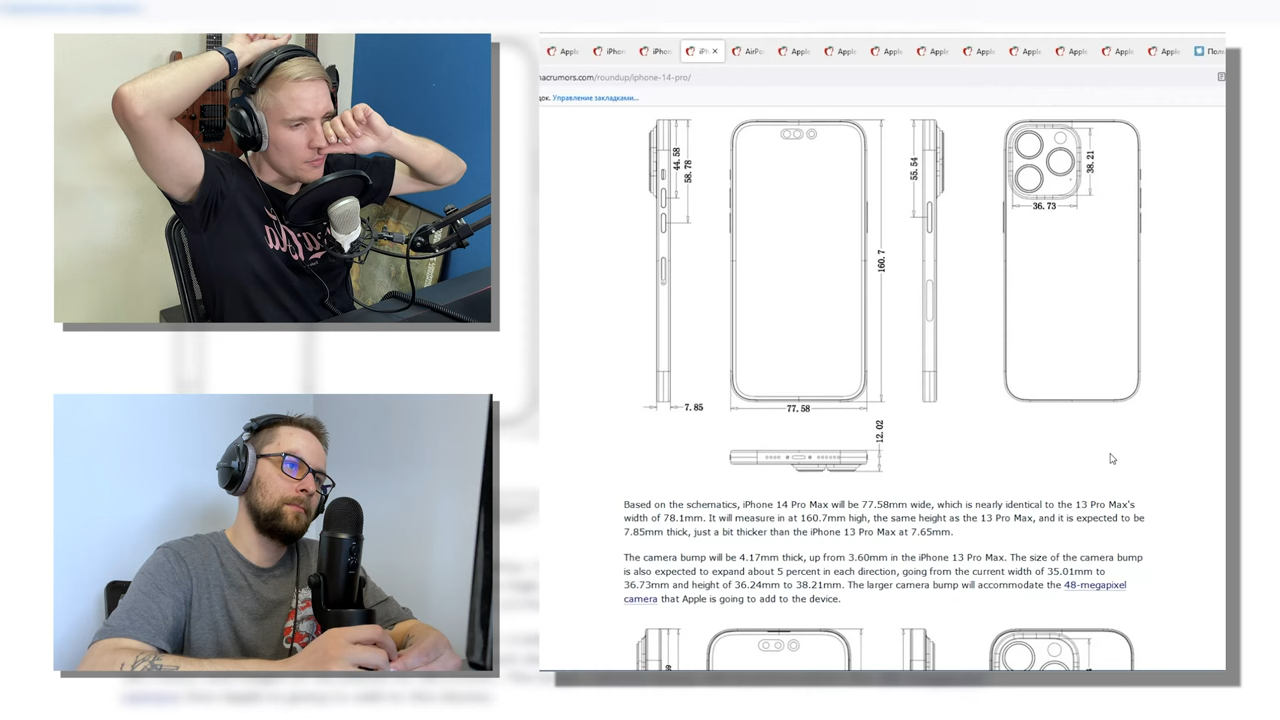 Apple
iPhon
iPhon
iPh
AirPo
Apple
Apple
Apple
Apple
Apple
Apple
Apple
Apple
Apple
Пол
macrumors.com/roundup/iphone-14-pro/
док. Управление закладками...
44.58
58.78
55.54
38.21
36.73
160.7
7.85
77.58
12.02
Based on the schematics, iPhone 14 Pro Max will be 77.58mm wide, which is nearly identical to the 13 Pro Max's
width of 78.1mm. It will measure in at 160.7mm high, the same height as the 13 Pro Max, and it is expected to be
7.85mm thick, just a bit thicker than the iPhone 13 Pro Max at 7.65mm.
The camera bump will be 4.17mm thick, up from 3.60mm in the iPhone 13 Pro Max. The size of the camera bump
is also expected to expand about 5 percent in each direction, going from the current width of 35.01mm to
36.73mm and height of 36.24mm to 38.21mm. The larger camera bump will accommodate the 48-megapixel
camera that Apple is going to add to the device.